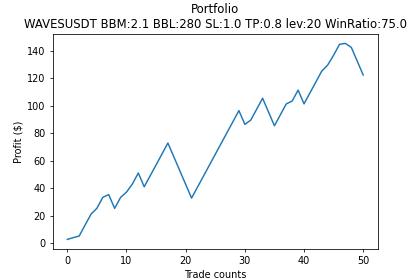 Portfolio
WAVESUSDT BBM:2.1 BBL:280 SL:1.0 TP:0.8 lev:20 WinRatio:75.0
140
120
100
80
60
40
20
0
Profit ($)
0 10 20 30 40 50
Trade counts